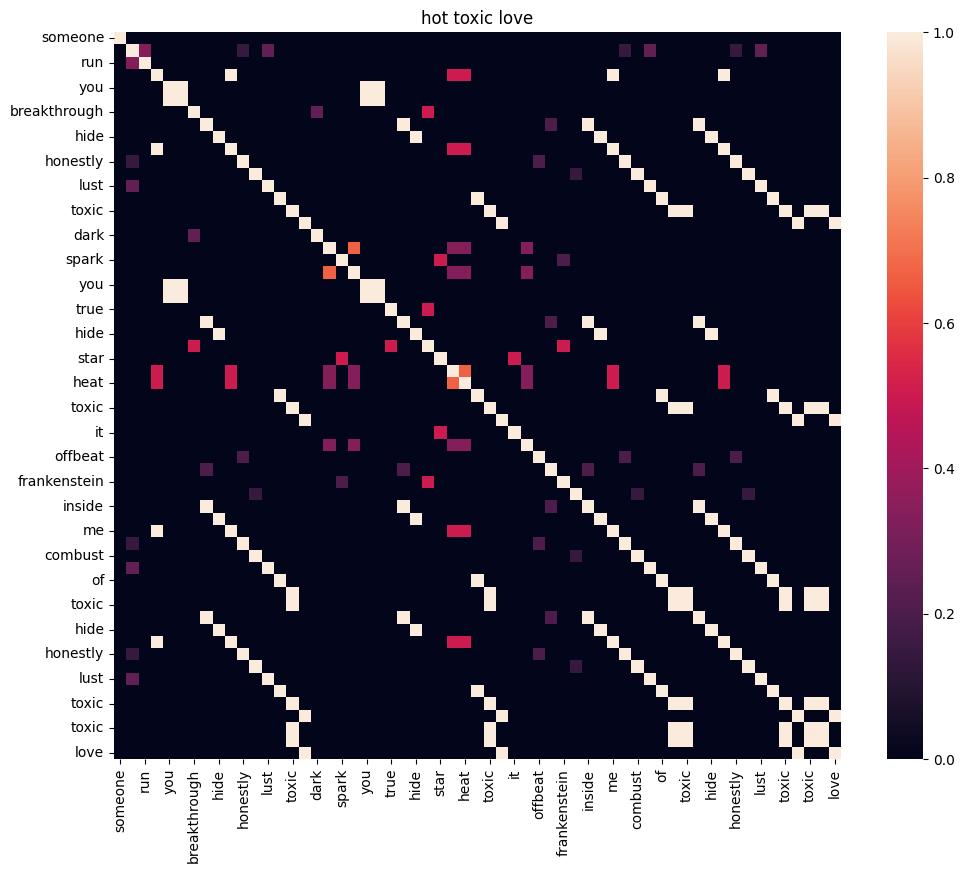 hot toxic love
someone
run
you
breakthrough
hide
honestly
lust
toxic
dark
spark
you
true
hide
star
heat
toxic
it
offbeat
frankenstein
inside
me
combust
of
toxic
hide
honestly
lust
toxic
toxic
love
1.0
0.8
0.6
0.4
0.2
0.0
someone
run
you
breakthrough
hide
honestly
lust
toxic
dark
spark
you
true
hide
star
heat
toxic
it
offbeat
frankenstein
inside
me
combust
of
toxic
hide
honestly
lust
toxic
toxic
love